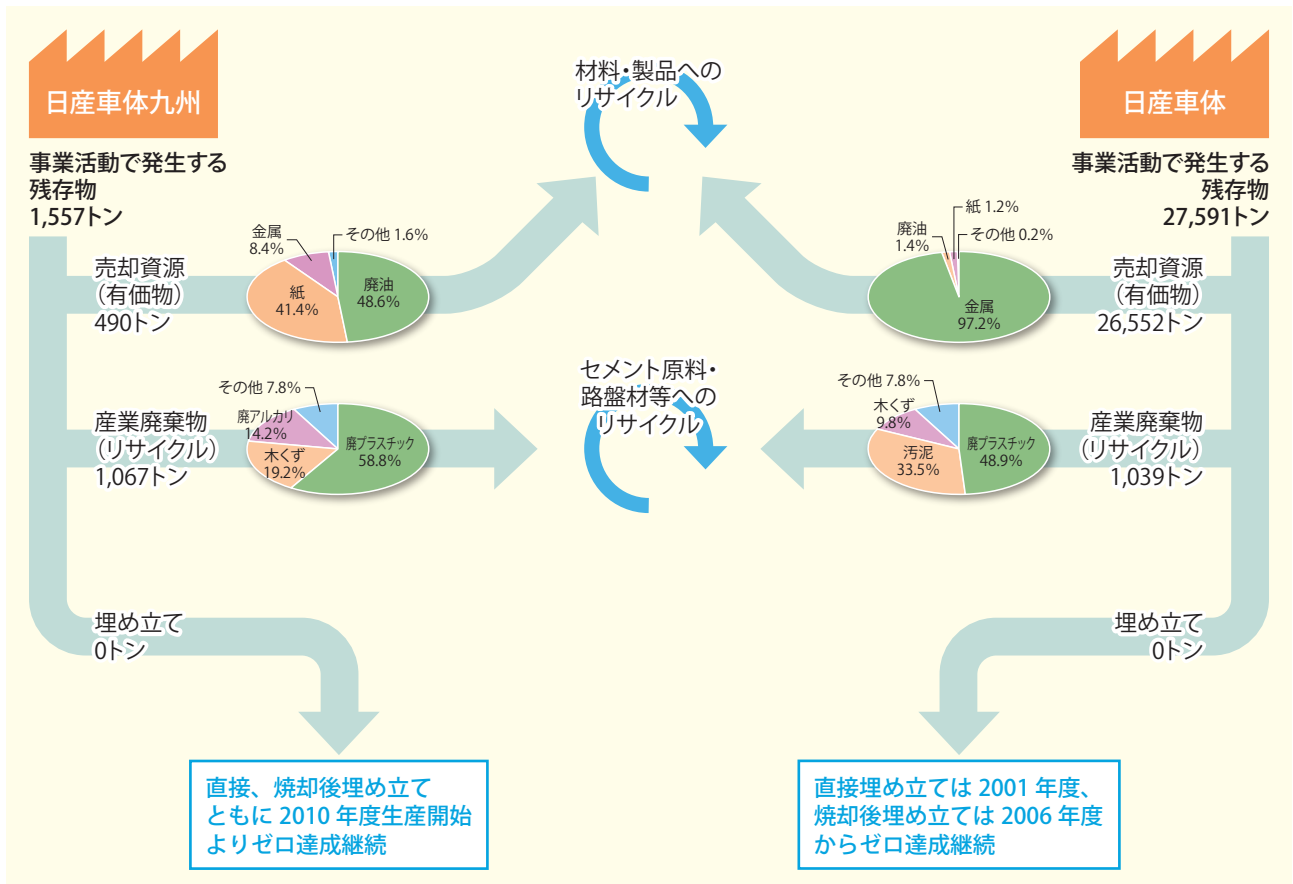 日産車体九州
事業活動で発生する
残存物
1,557トン
売却資源
（有価物）
490トン
金属
8.4%
その他 1.6%
紙
41.4%
廃油
48.6%
産業廃棄物
（リサイクル）
1,067トン
その他 7.8%
廃アルカリ
14.2%
木くず
19.2%
廃プラスチック
58.8%
埋め立て
0トン
直接、焼却後埋め立て
ともに 2010 年度生産開始
よりゼロ達成継続
材料・製品への
リサイクル
セメント原料・
路盤材等への
リサイクル
日産車体
事業活動で発生する
残存物
27,591トン
紙 1.2%
廃油
1.4%
その他 0.2%
金属
97.2%
売却資源
（有価物）
26,552トン
その他 7.8%
木くず
9.8%
汚泥
33.5%
廃プラスチック
48.9%
産業廃棄物
（リサイクル）
1,039トン
埋め立て
0トン
直接埋め立ては 2001 年度、
焼却後埋め立ては 2006 年度
からゼロ達成継続